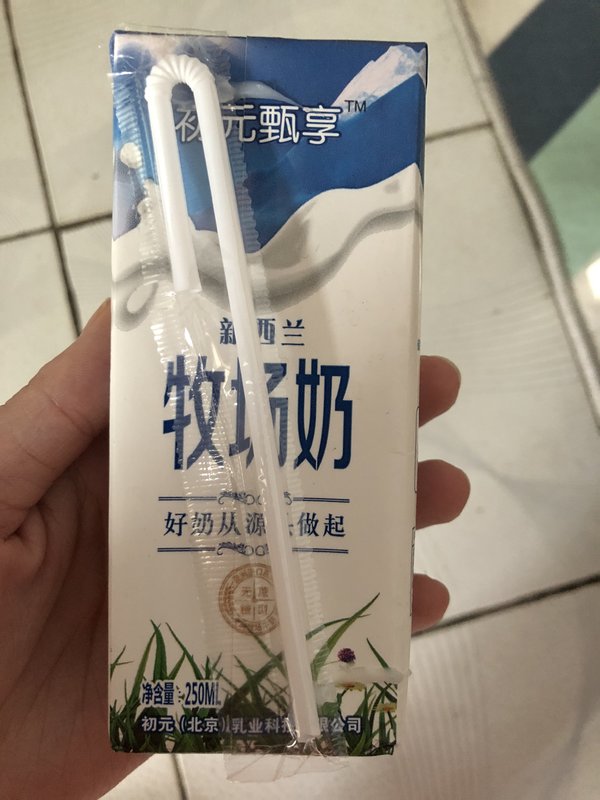 初元甄享™
新西兰
牧场奶
好奶从源头做起
净含量：250ML
初元（北京）乳业科技有限公司